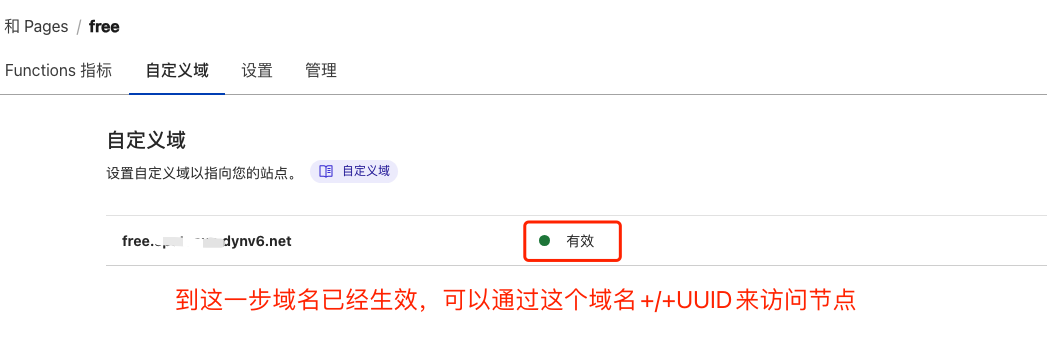 和 Pages / free
Functions 指标 自定义域 设置 管理
自定义域
设置自定义域以指向您的站点。 自定义域
free. dynv6.net 有效
到这一步域名已经生效，可以通过这个域名+/+UUID来访问节点